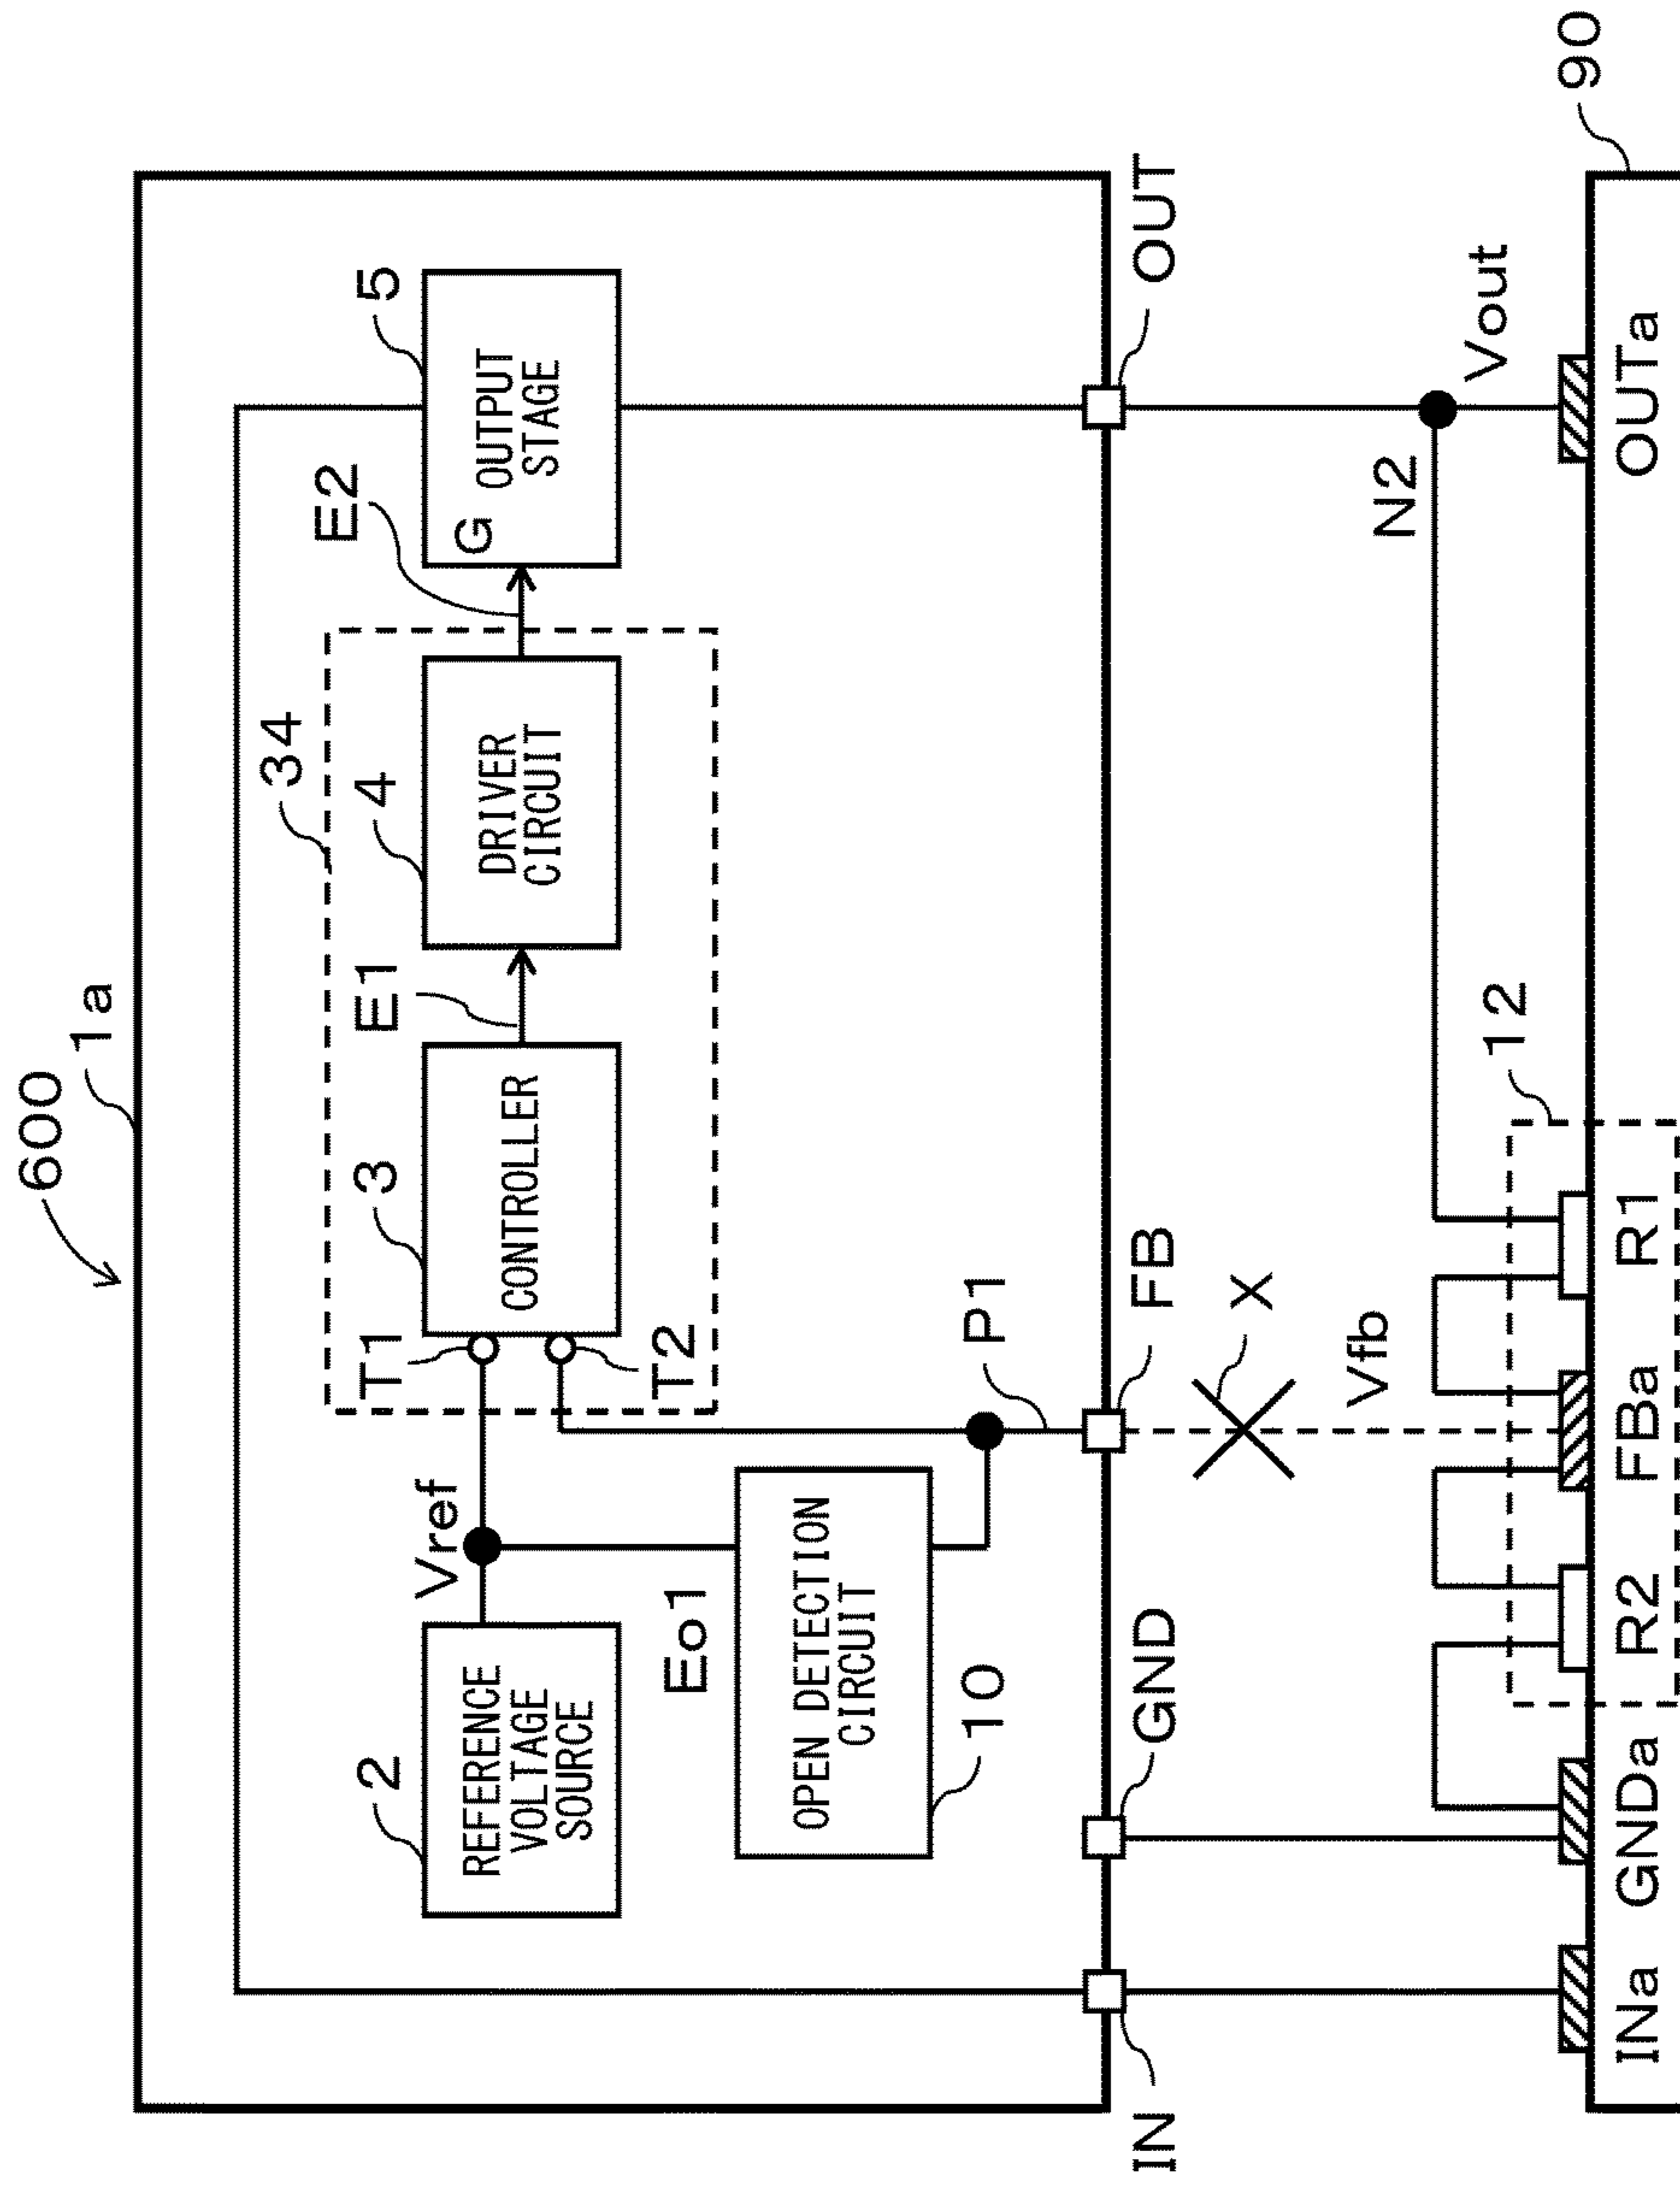 600
1a
34
2
3
4
5
E1
E2
Vref
T1
T2
G
REFERENCE
VOLTAGE
SOURCE
CONTROLLER
DRIVER
CIRCUIT
OUTPUT
STAGE
Eo1
OPEN DETECTION
CIRCUIT
10
P1
IN
GND
FB
OUT
X
Vfb
N2
Vout
12
90
INa
GNDa
R2
FBa
R1
OUTa